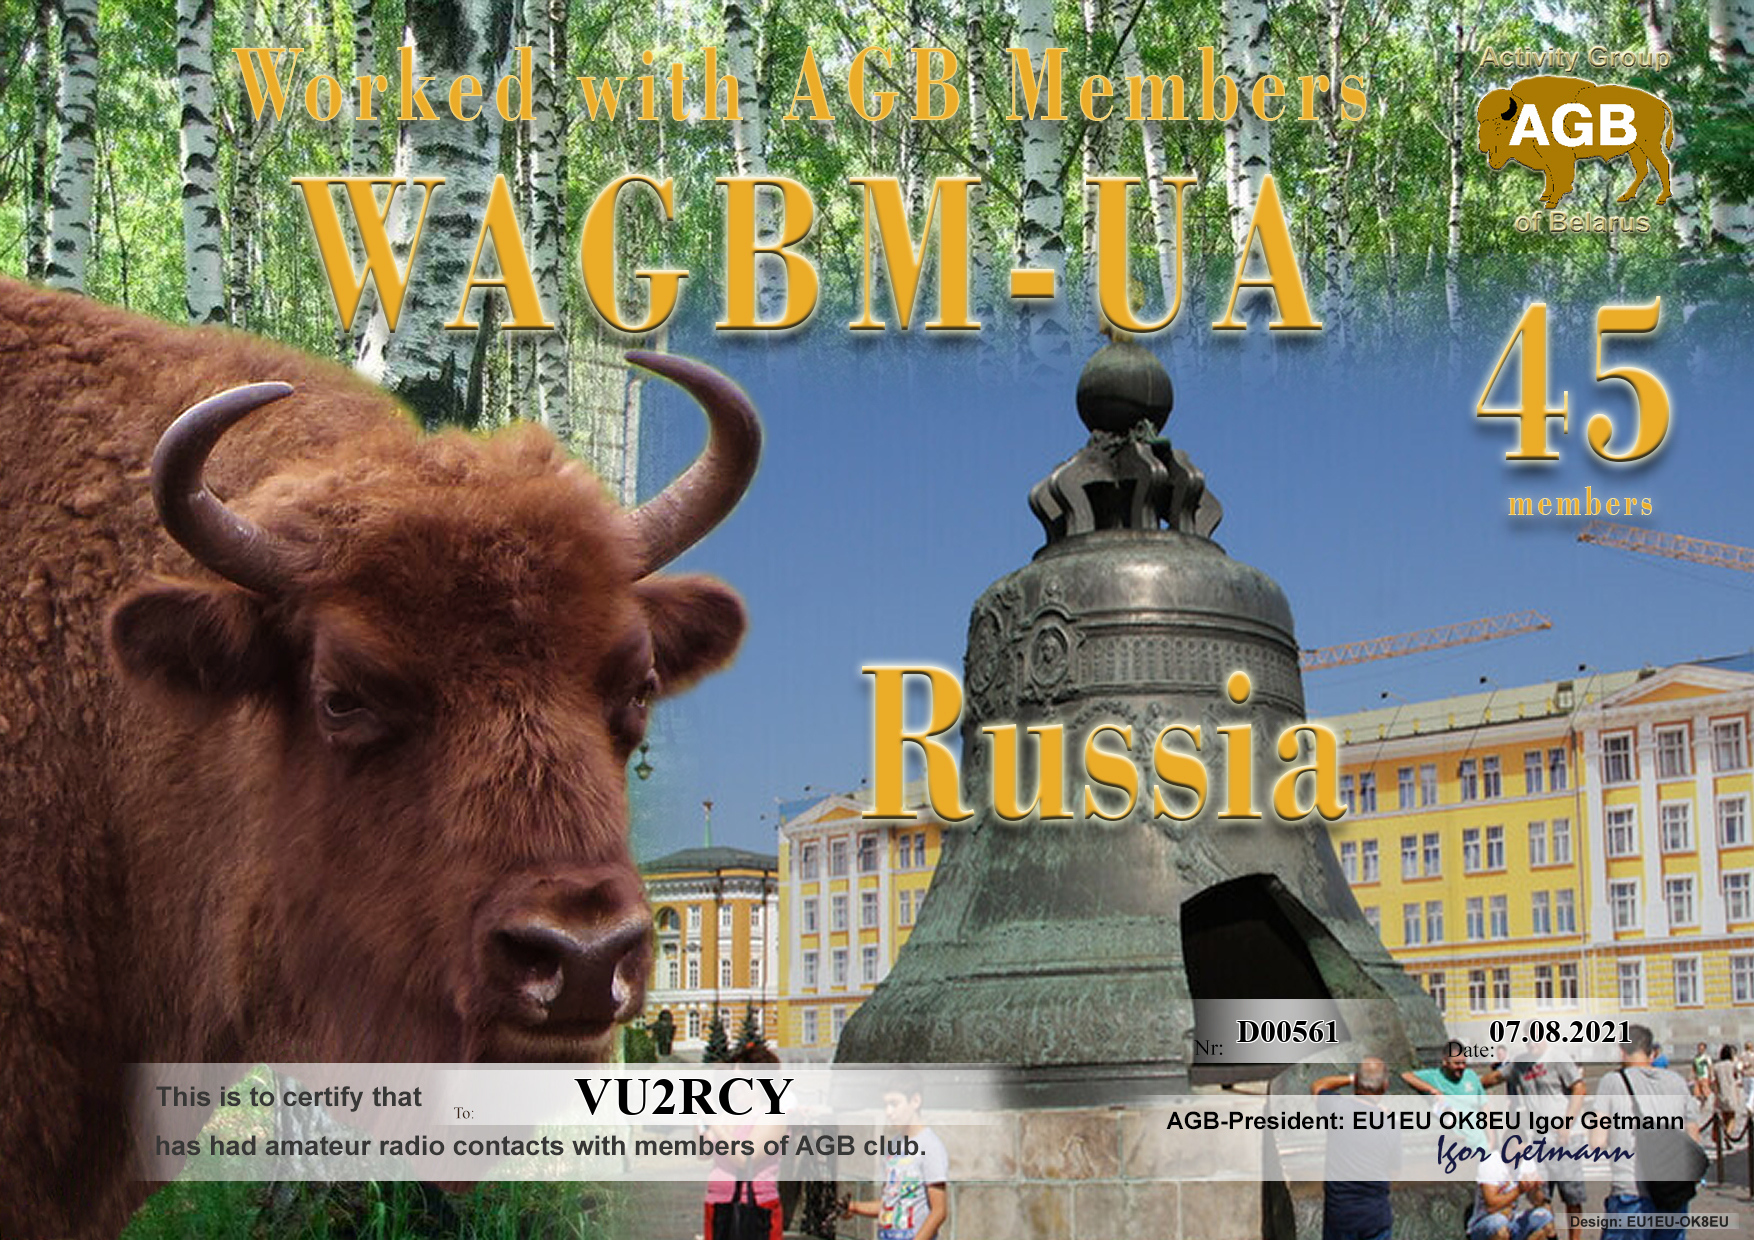 Worked with AGB Members
Activity Group
AGB
of Belarus
WAGBM-UA
45
members
Russia
Nr: D00561
Date: 07.08.2021
This is to certify that To: VU2RCY
has had amateur radio contacts with members of AGB club.
AGB-President: EU1EU OK8EU Igor Getmann
Igor Getmann
Design: EU1EU-OK8EU